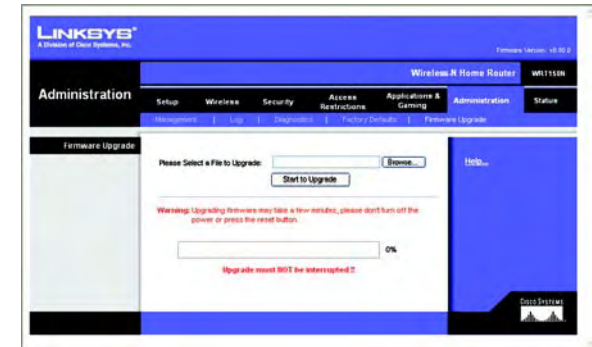 LINKSYS®
A Division of Cisco Systems, Inc.
Firmware Version: v0.00.0
Wireless-N Home Router WRT150N
Administration
Setup Wireless Security Access Restrictions Applications & Gaming Administration Status
Management | Log | Diagnostics | Factory Defaults | Firmware Upgrade
Firmware Upgrade
Please Select a File to Upgrade: Browse...
Start to Upgrade
Help...
Warning: Upgrading firmware may take a few minutes, please don't turn off the
power or press the reset button.
0%
Upgrade must NOT be interrupted !!
CISCO SYSTEMS